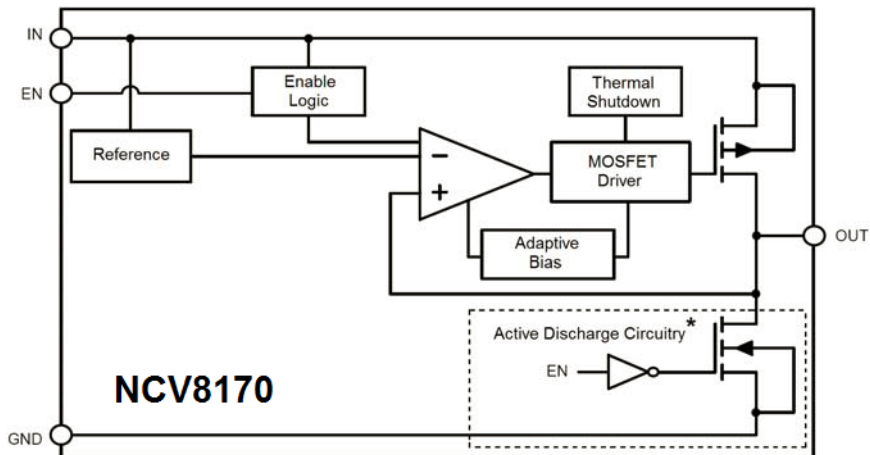 IN
EN
Enable
Logic
Thermal
Shutdown
Reference
−
+
MOSFET
Driver
Adaptive
Bias
OUT
Active Discharge Circuitry*
EN
NCV8170
GND